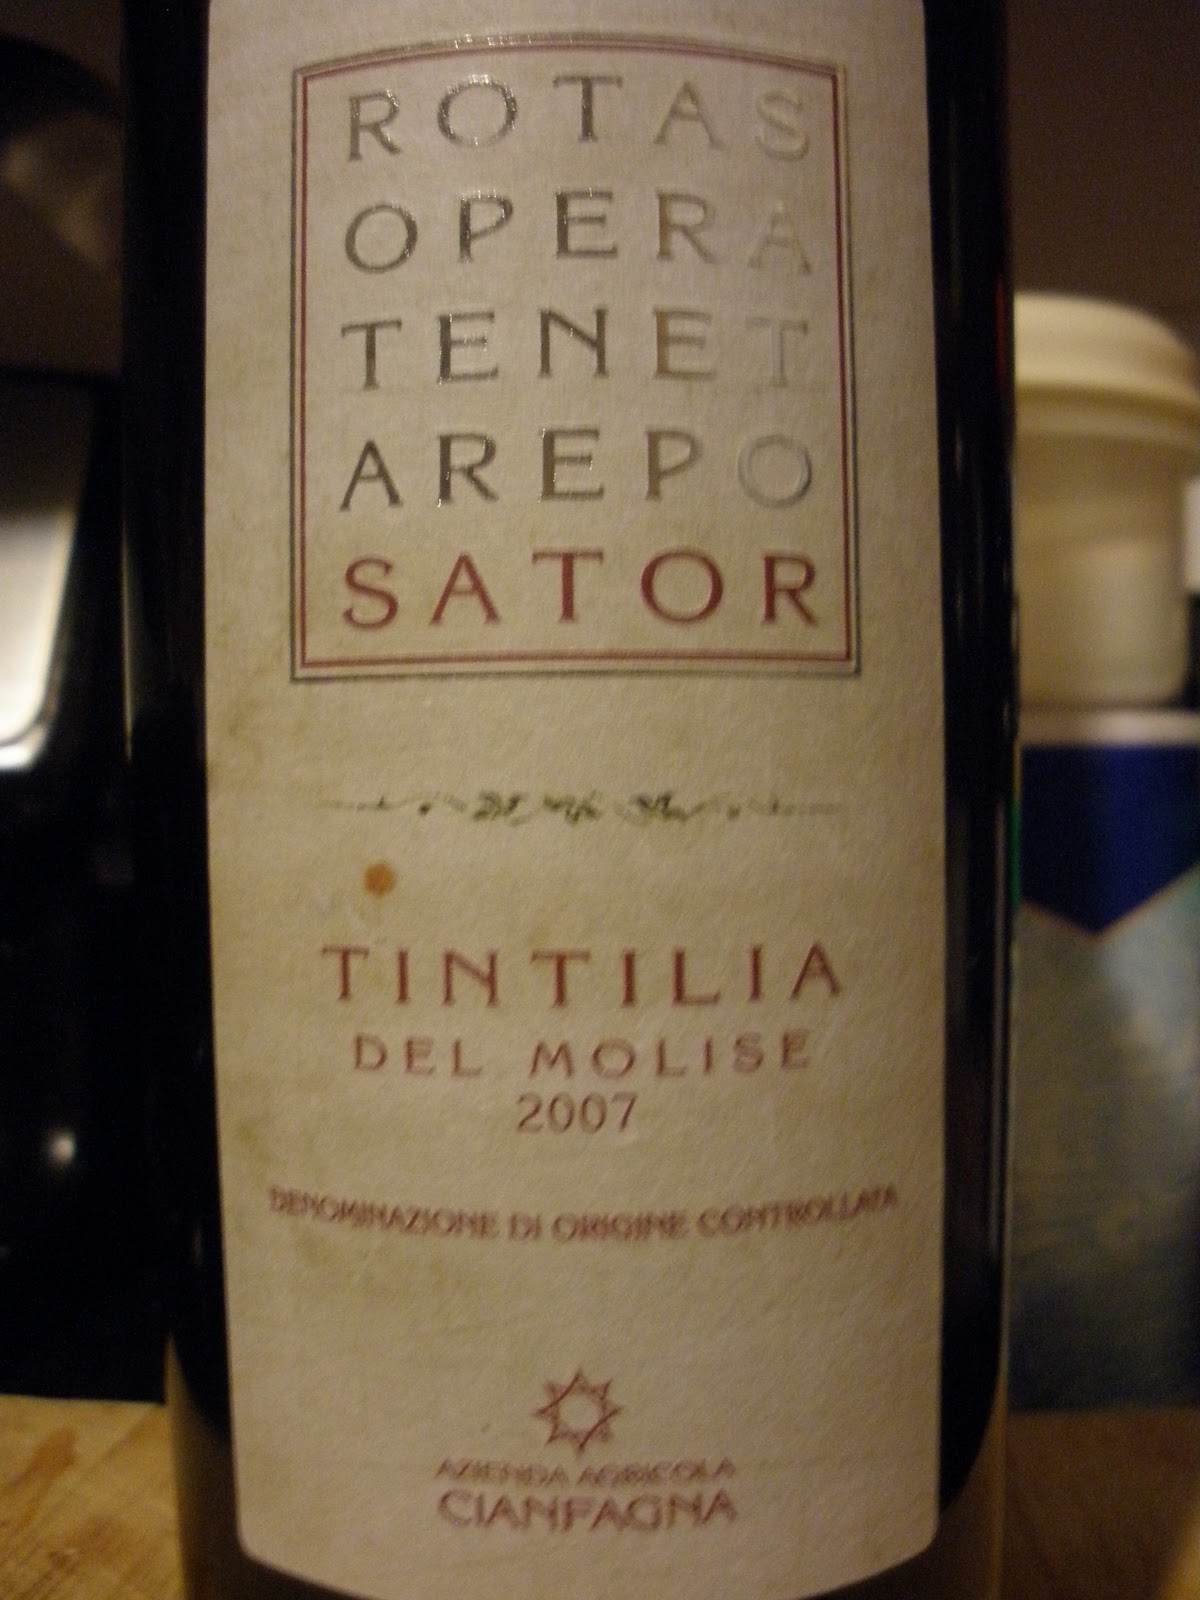 ROTAS
OPERA
TENET
AREPO
SATOR
TINTILIA
DEL MOLISE
2007
DENOMINAZIONE DI ORIGINE CONTROLLATA
AZIENDA AGRICOLA
CIANFAGNA